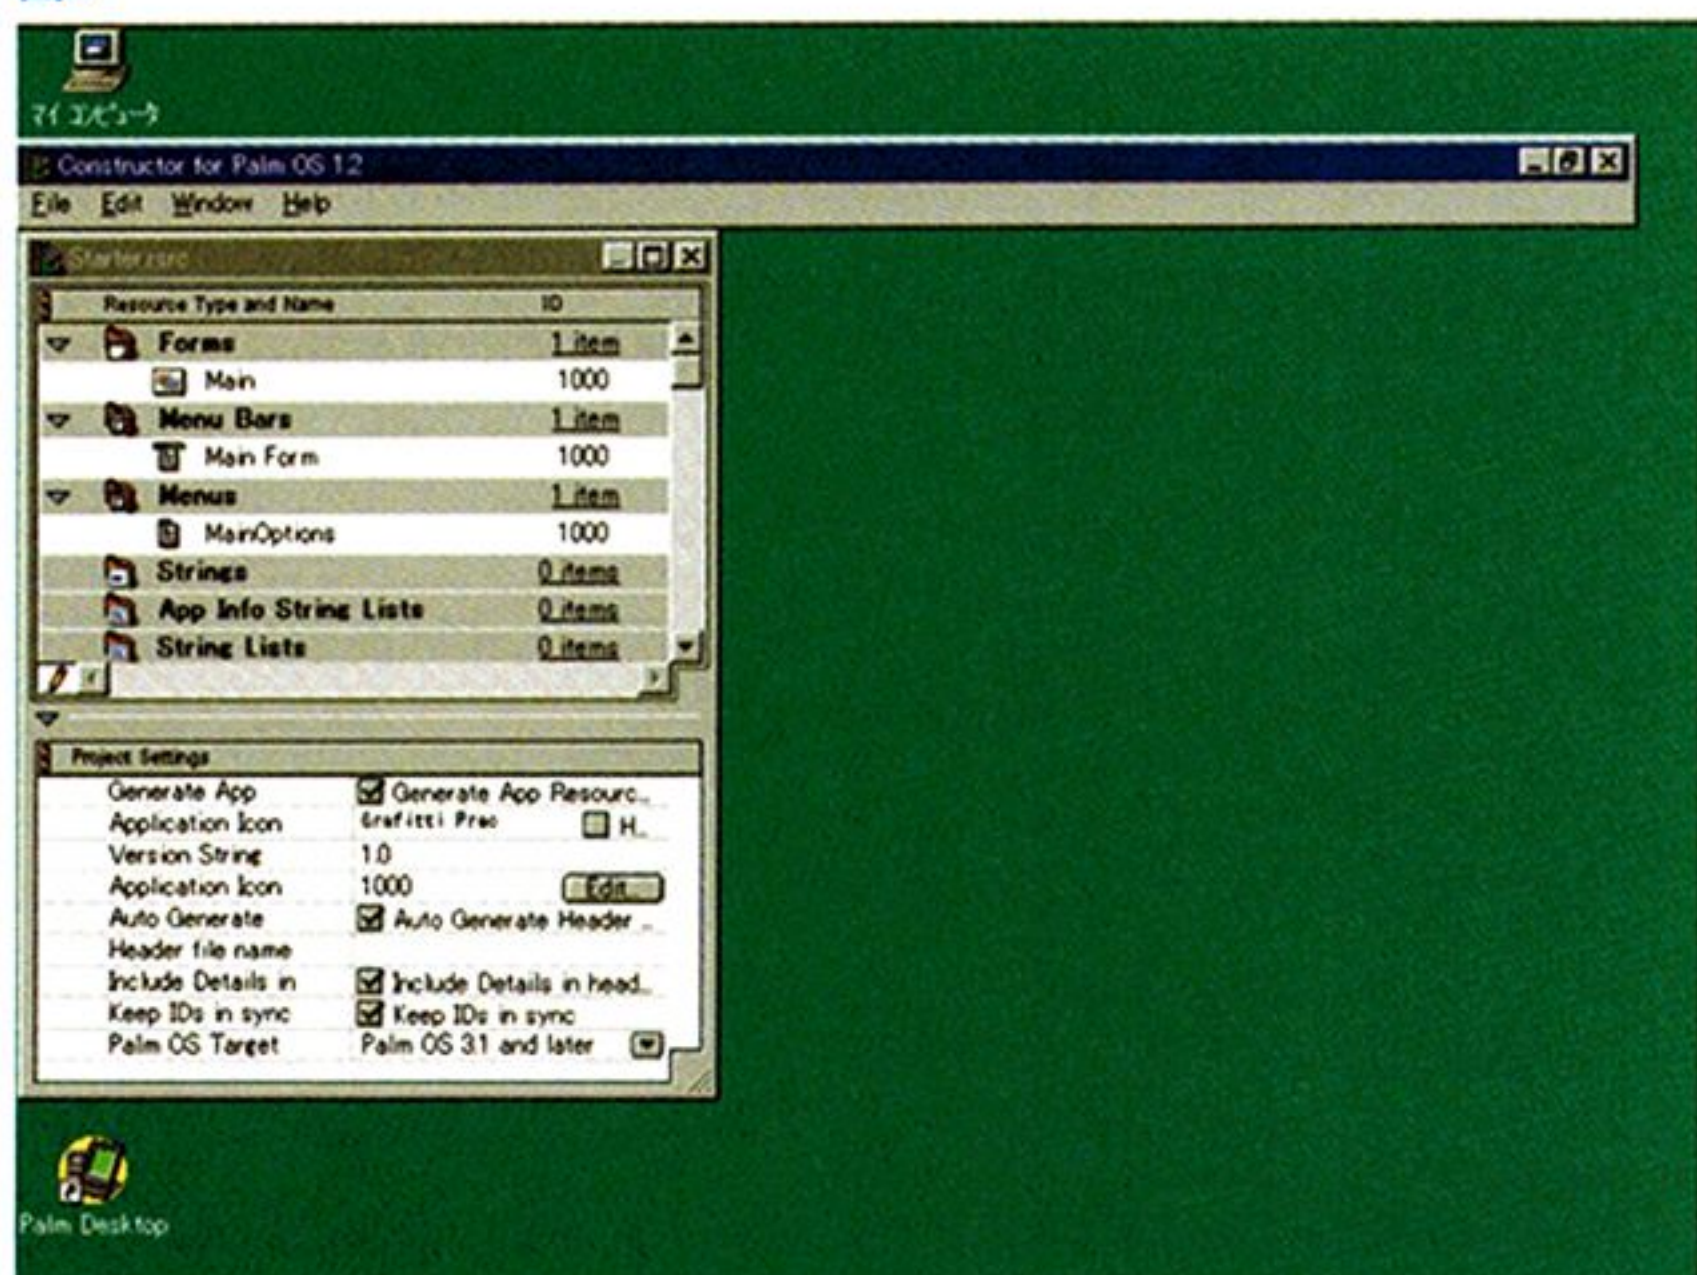 マイ コンピュータ
Constructor for Palm OS 1.2
File Edit Window Help
Starter.rsrc
Resource Type and Name ID
Forms 1 item
Main 1000
Menu Bars 1 item
Main Form 1000
Menus 1 item
MainOptions 1000
Strings 0 items
App Info String Lists 0 items
String Lists 0 items
Project Settings
Generate App Generate App Resourc...
Application Icon Grafitti Prac H...
Version String 1.0
Application Icon 1000 Edit...
Auto Generate Auto Generate Header ...
Header file name
Include Details in Include Details in head...
Keep IDs in sync Keep IDs in sync
Palm OS Target Palm OS 3.1 and later
Palm Desktop